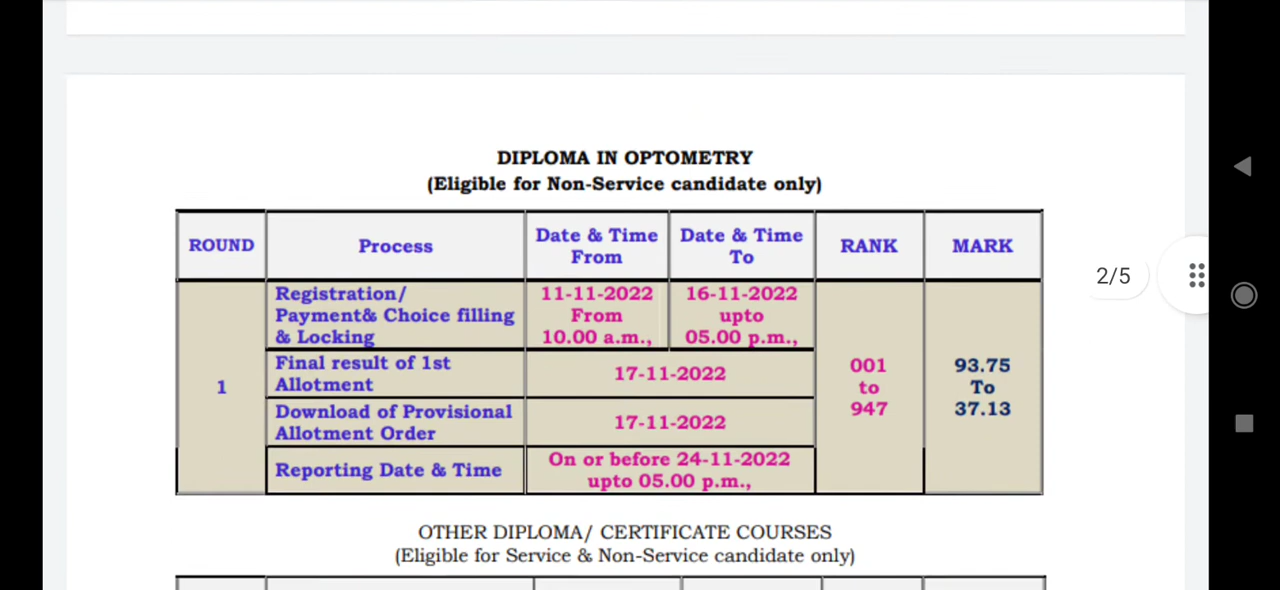 DIPLOMA IN OPTOMETRY
(Eligible for Non-Service candidate only)
ROUND
Process
Date & Time
From
Date & Time
To
RANK
MARK
1
Registration/
Payment& Choice filling
& Locking
11-11-2022
From
10.00 a.m.,
16-11-2022
upto
05.00 p.m.,
Final result of 1st
Allotment
17-11-2022
Download of Provisional
Allotment Order
17-11-2022
Reporting Date & Time
On or before 24-11-2022
upto 05.00 p.m.,
001
to
947
93.75
To
37.13
2/5
OTHER DIPLOMA/ CERTIFICATE COURSES
(Eligible for Service & Non-Service candidate only)